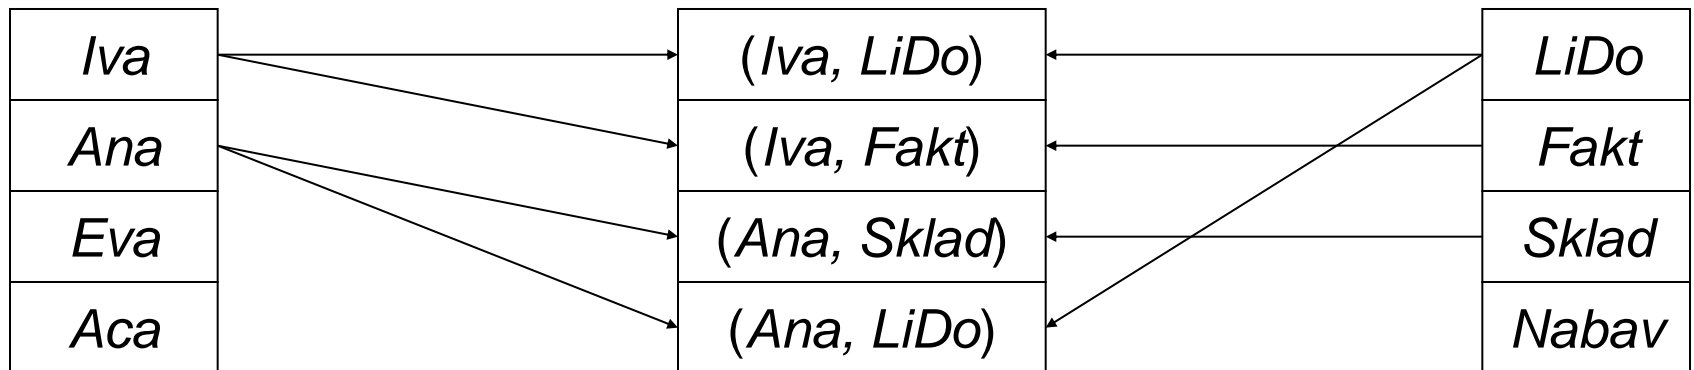 Iva
(Iva, LiDo)
LiDo
Ana
(Iva, Fakt)
Fakt
Eva
(Ana, Sklad)
Sklad
Aca
(Ana, LiDo)
Nabav